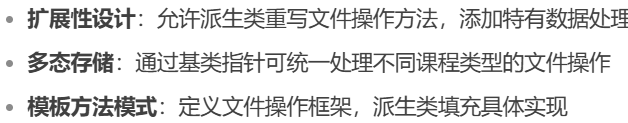 • 扩展性设计：允许派生类重写文件操作方法，添加特有数据处理
• 多态存储：通过基类指针可统一处理不同课程类型的文件操作
• 模板方法模式：定义文件操作框架，派生类填充具体实现